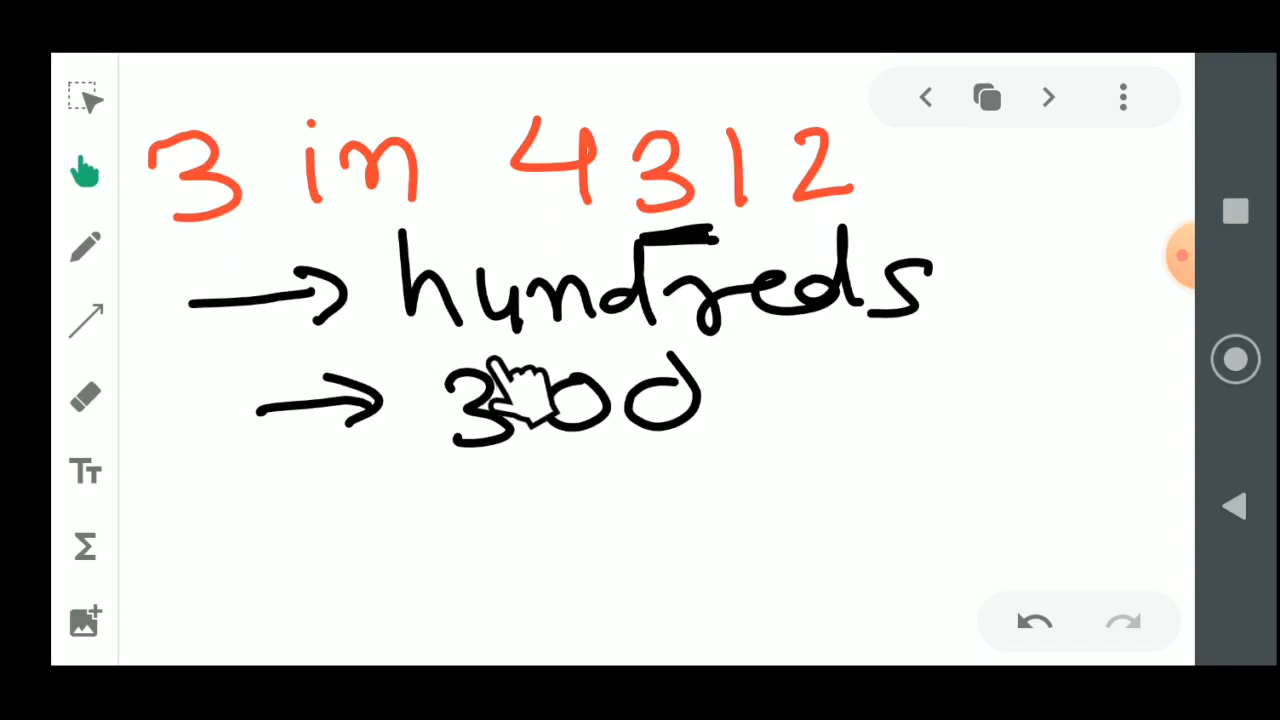 3 in 4312
→ hundreds
→ 300